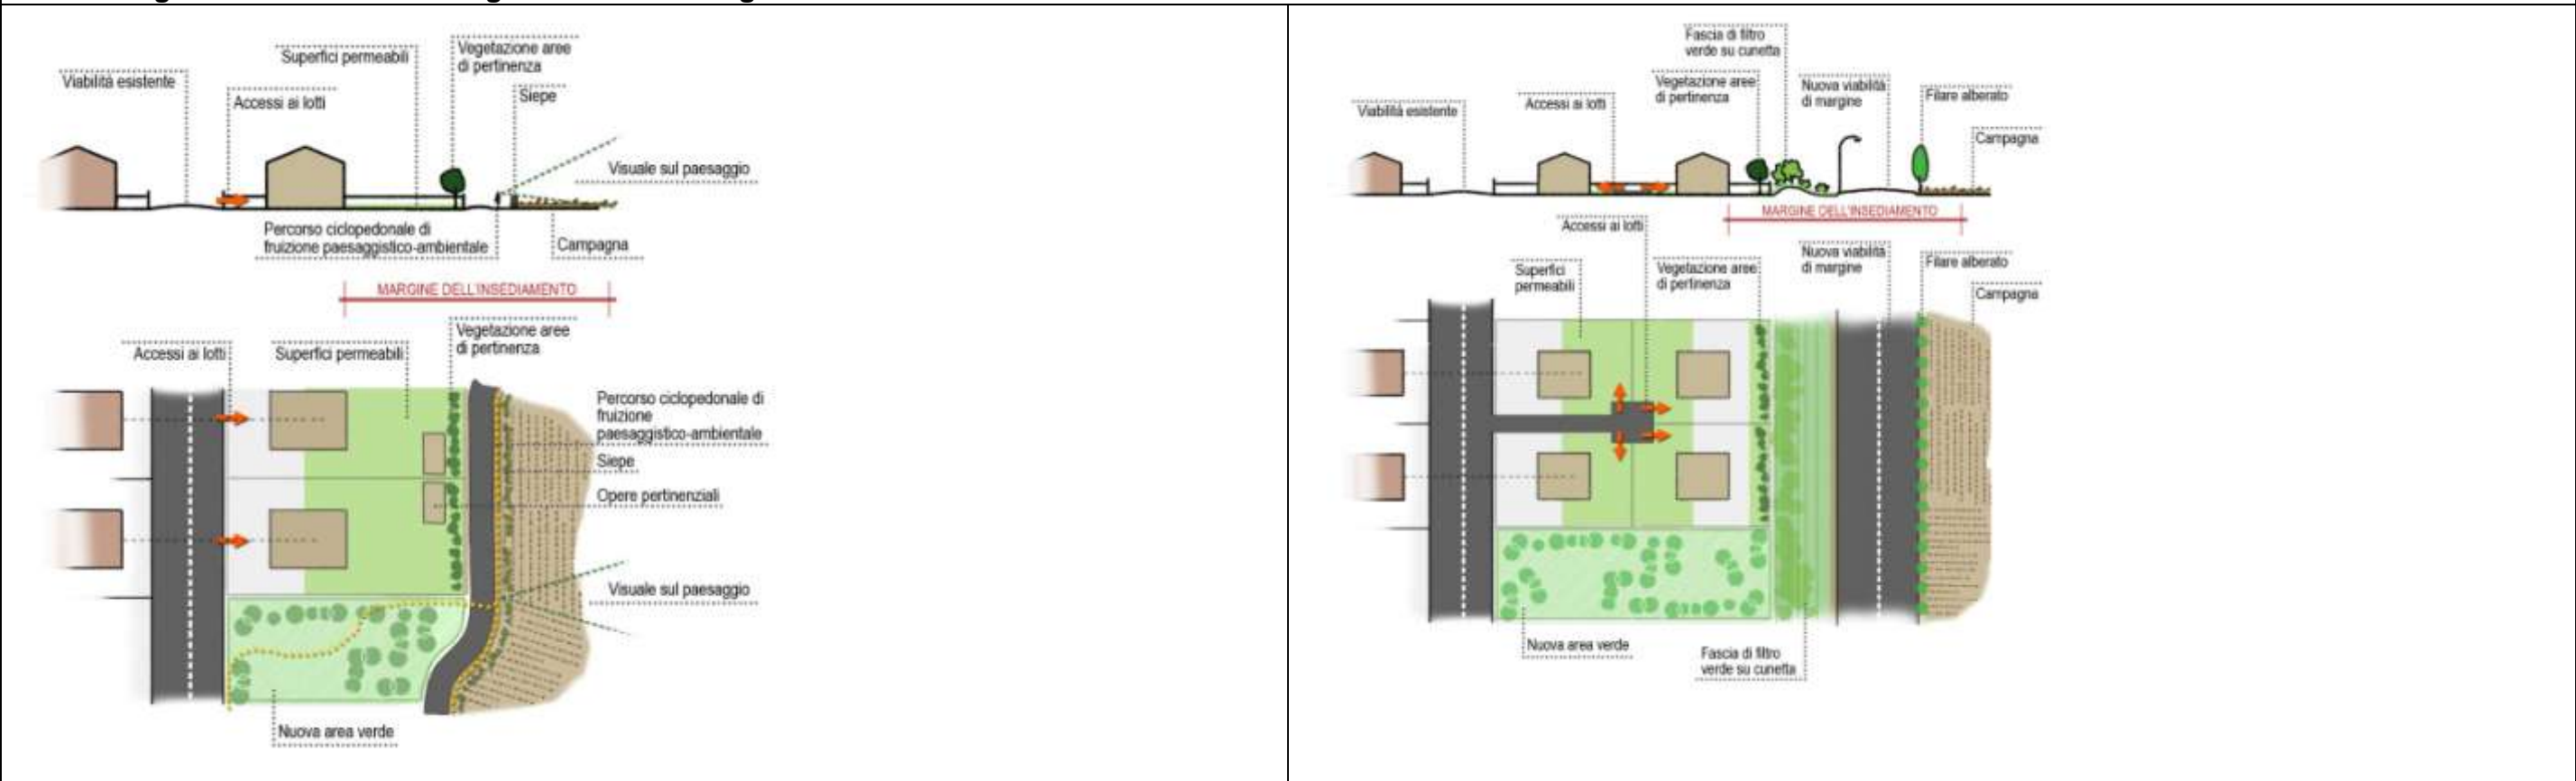 Vegetazione aree
di pertinenza
Superfici permeabili
Viabilità esistente
Accessi ai lotti
Siepe
Visuale sul paesaggio
Percorso ciclopedonale di
fruizione paesaggistico-ambientale
Campagna
MARGINE DELL'INSEDIAMENTO
Vegetazione aree
di pertinenza
Accessi ai lotti
Superfici permeabili
Percorso ciclopedonale di
fruizione
paesaggistico-ambientale
Siepe
Opere pertinenziali
Visuale sul paesaggio
Nuova area verde
Fascia di filtro
verde su cunetta
Vegetazione aree
di pertinenza
Nuova viabilità
di margine
Filare alberato
Accessi ai lotti
Viabilità esistente
Campagna
MARGINE DELL'INSEDIAMENTO
Accessi ai lotti
Nuova viabilità
di margine
Filare alberato
Superfici
permeabili
Vegetazione aree
di pertinenza
Campagna
Nuova area verde
Fascia di filtro
verde su cunetta